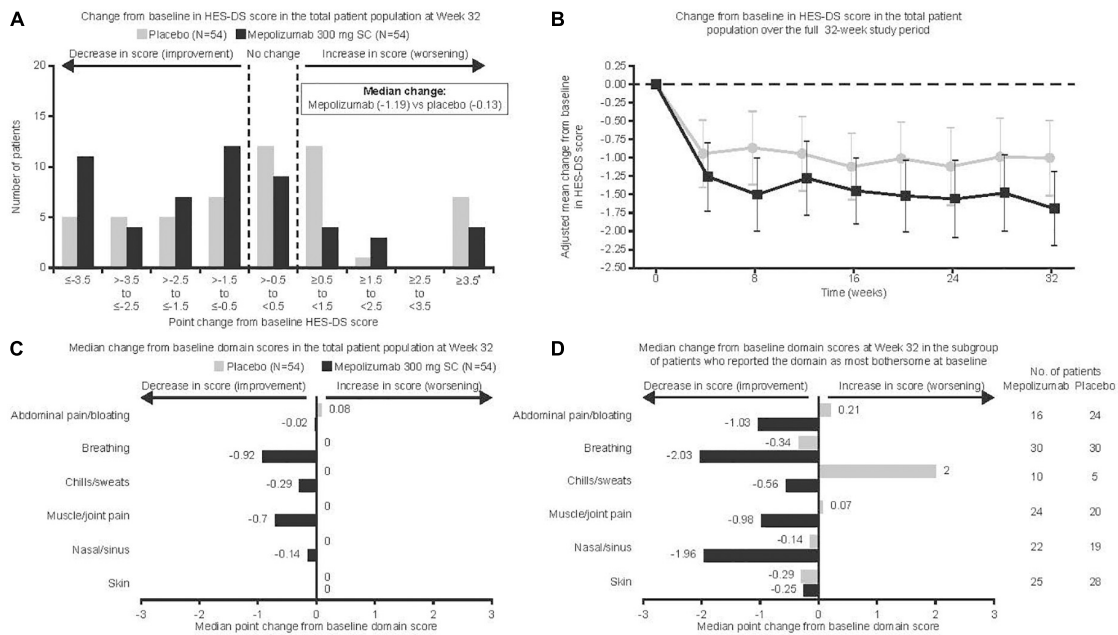 A
Change from baseline in HES-DS score in the total patient population at Week 32
Placebo (N=54) Mepolizumab 300 mg SC (N=54)
Decrease in score (improvement) No change Increase in score (worsening)
Median change:
Mepolizumab (-1.19) vs placebo (-0.13)
Number of patients
20
15
10
5
0
≤-3.5 >-3.5 >-2.5 >-1.5 >-0.5 ≥0.5 ≥1.5 ≥2.5 ≥3.5*
to to to to to to to
≤-2.5 ≤-1.5 ≤-0.5 <0.5 <1.5 <2.5 <3.5
Point change from baseline HES-DS score
B
Change from baseline in HES-DS score in the total patient
population over the full 32-week study period
Adjusted mean change from baseline
in HES-DS score
0.25
0.00
-0.25
-0.50
-0.75
-1.00
-1.25
-1.50
-1.75
-2.00
-2.25
-2.50
0 8 16 24 32
Time (weeks)
C
Median change from baseline domain scores in the total patient population at Week 32
Placebo (N=54) Mepolizumab 300 mg SC (N=54)
Decrease in score (improvement) Increase in score (worsening)
Abdominal pain/bloating -0.02 0.08
Breathing -0.92 0
Chills/sweats -0.29 0
Muscle/joint pain -0.7 0
Nasal/sinus -0.14 0
Skin 0
0
-3 -2 -1 0 1 2 3
Median point change from baseline domain score
D
Median change from baseline domain scores at Week 32 in the subgroup
of patients who reported the domain as most bothersome at baseline
No. of patients
Decrease in score (improvement) Increase in score (worsening) Mepolizumab Placebo
Abdominal pain/bloating -1.03 0.21 16 24
Breathing -0.34 -2.03 30 30
Chills/sweats -0.56 2 10 5
Muscle/joint pain -0.98 0.07 24 20
Nasal/sinus -0.14 -1.96 22 19
Skin -0.29 -0.25 25 28
-3 -2 -1 0 1 2 3
Median point change from baseline domain score